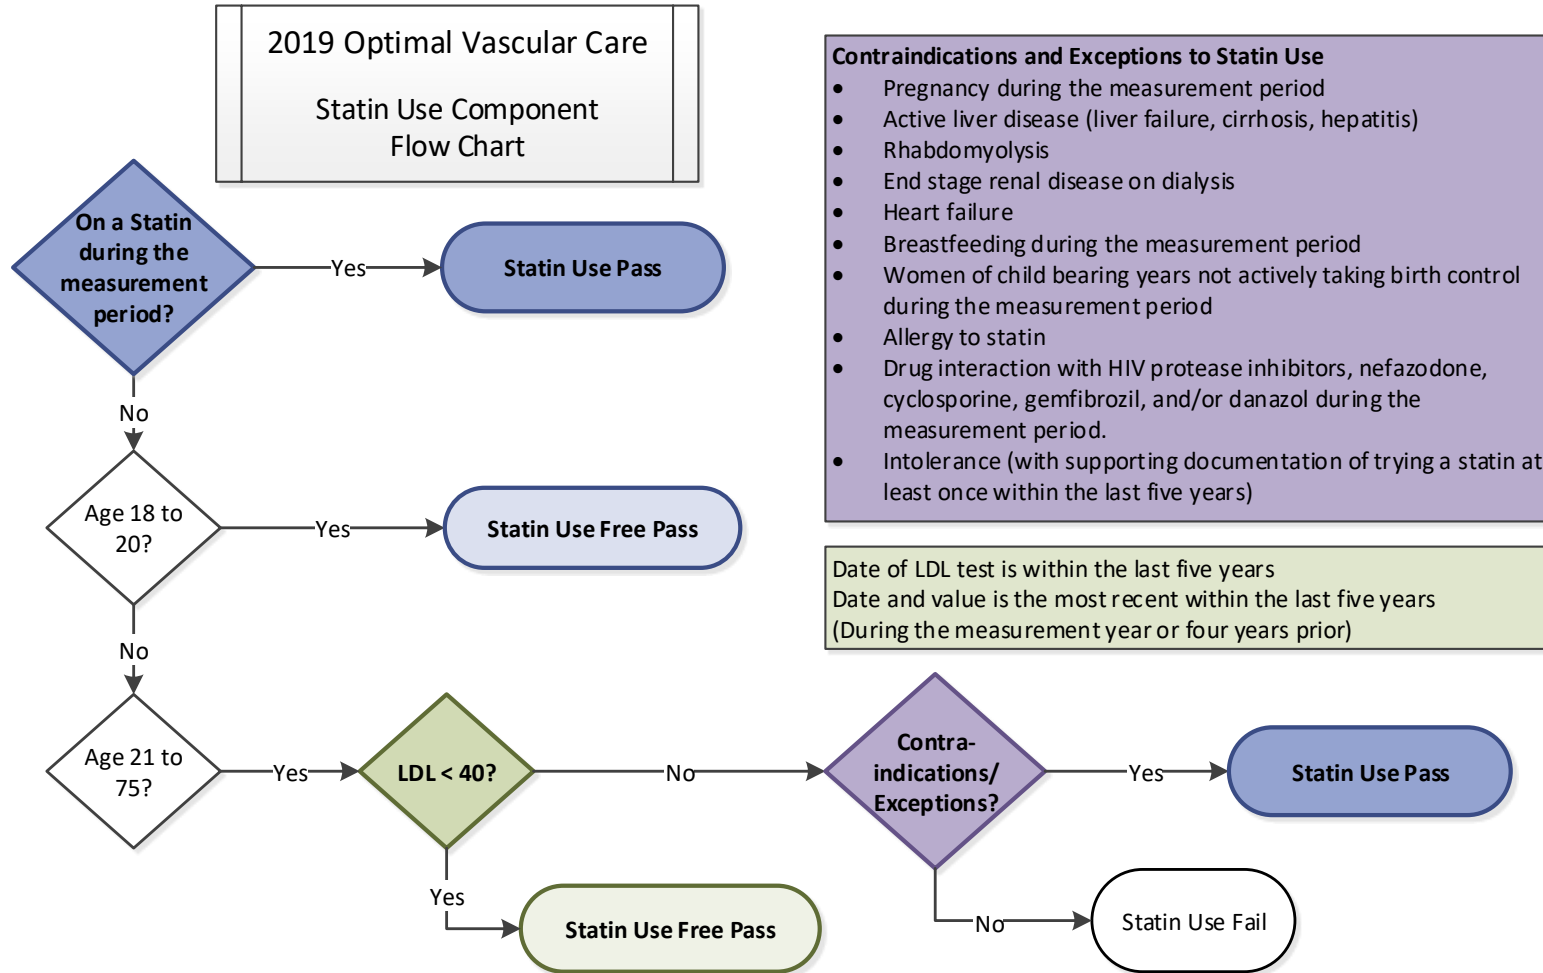 2019 Optimal Vascular Care
Statin Use Component
Flow Chart
Contraindications and Exceptions to Statin Use
• Pregnancy during the measurement period
• Active liver disease (liver failure, cirrhosis, hepatitis)
• Rhabdomyolysis
• End stage renal disease on dialysis
• Heart failure
• Breastfeeding during the measurement period
• Women of child bearing years not actively taking birth control
during the measurement period
• Allergy to statin
• Drug interaction with HIV protease inhibitors, nefazodone,
cyclosporine, gemfibrozil, and/or danazol during the
measurement period.
• Intolerance (with supporting documentation of trying a statin at
least once within the last five years)
On a Statin
during the
measurement
period?
Yes
Statin Use Pass
No
Age 18 to
20?
Yes
Statin Use Free Pass
Date of LDL test is within the last five years
Date and value is the most recent within the last five years
(During the measurement year or four years prior)
No
Age 21 to
75?
Yes
LDL < 40?
No
Contra-
indications/
Exceptions?
Yes
Statin Use Pass
Yes
Statin Use Free Pass
No
Statin Use Fail